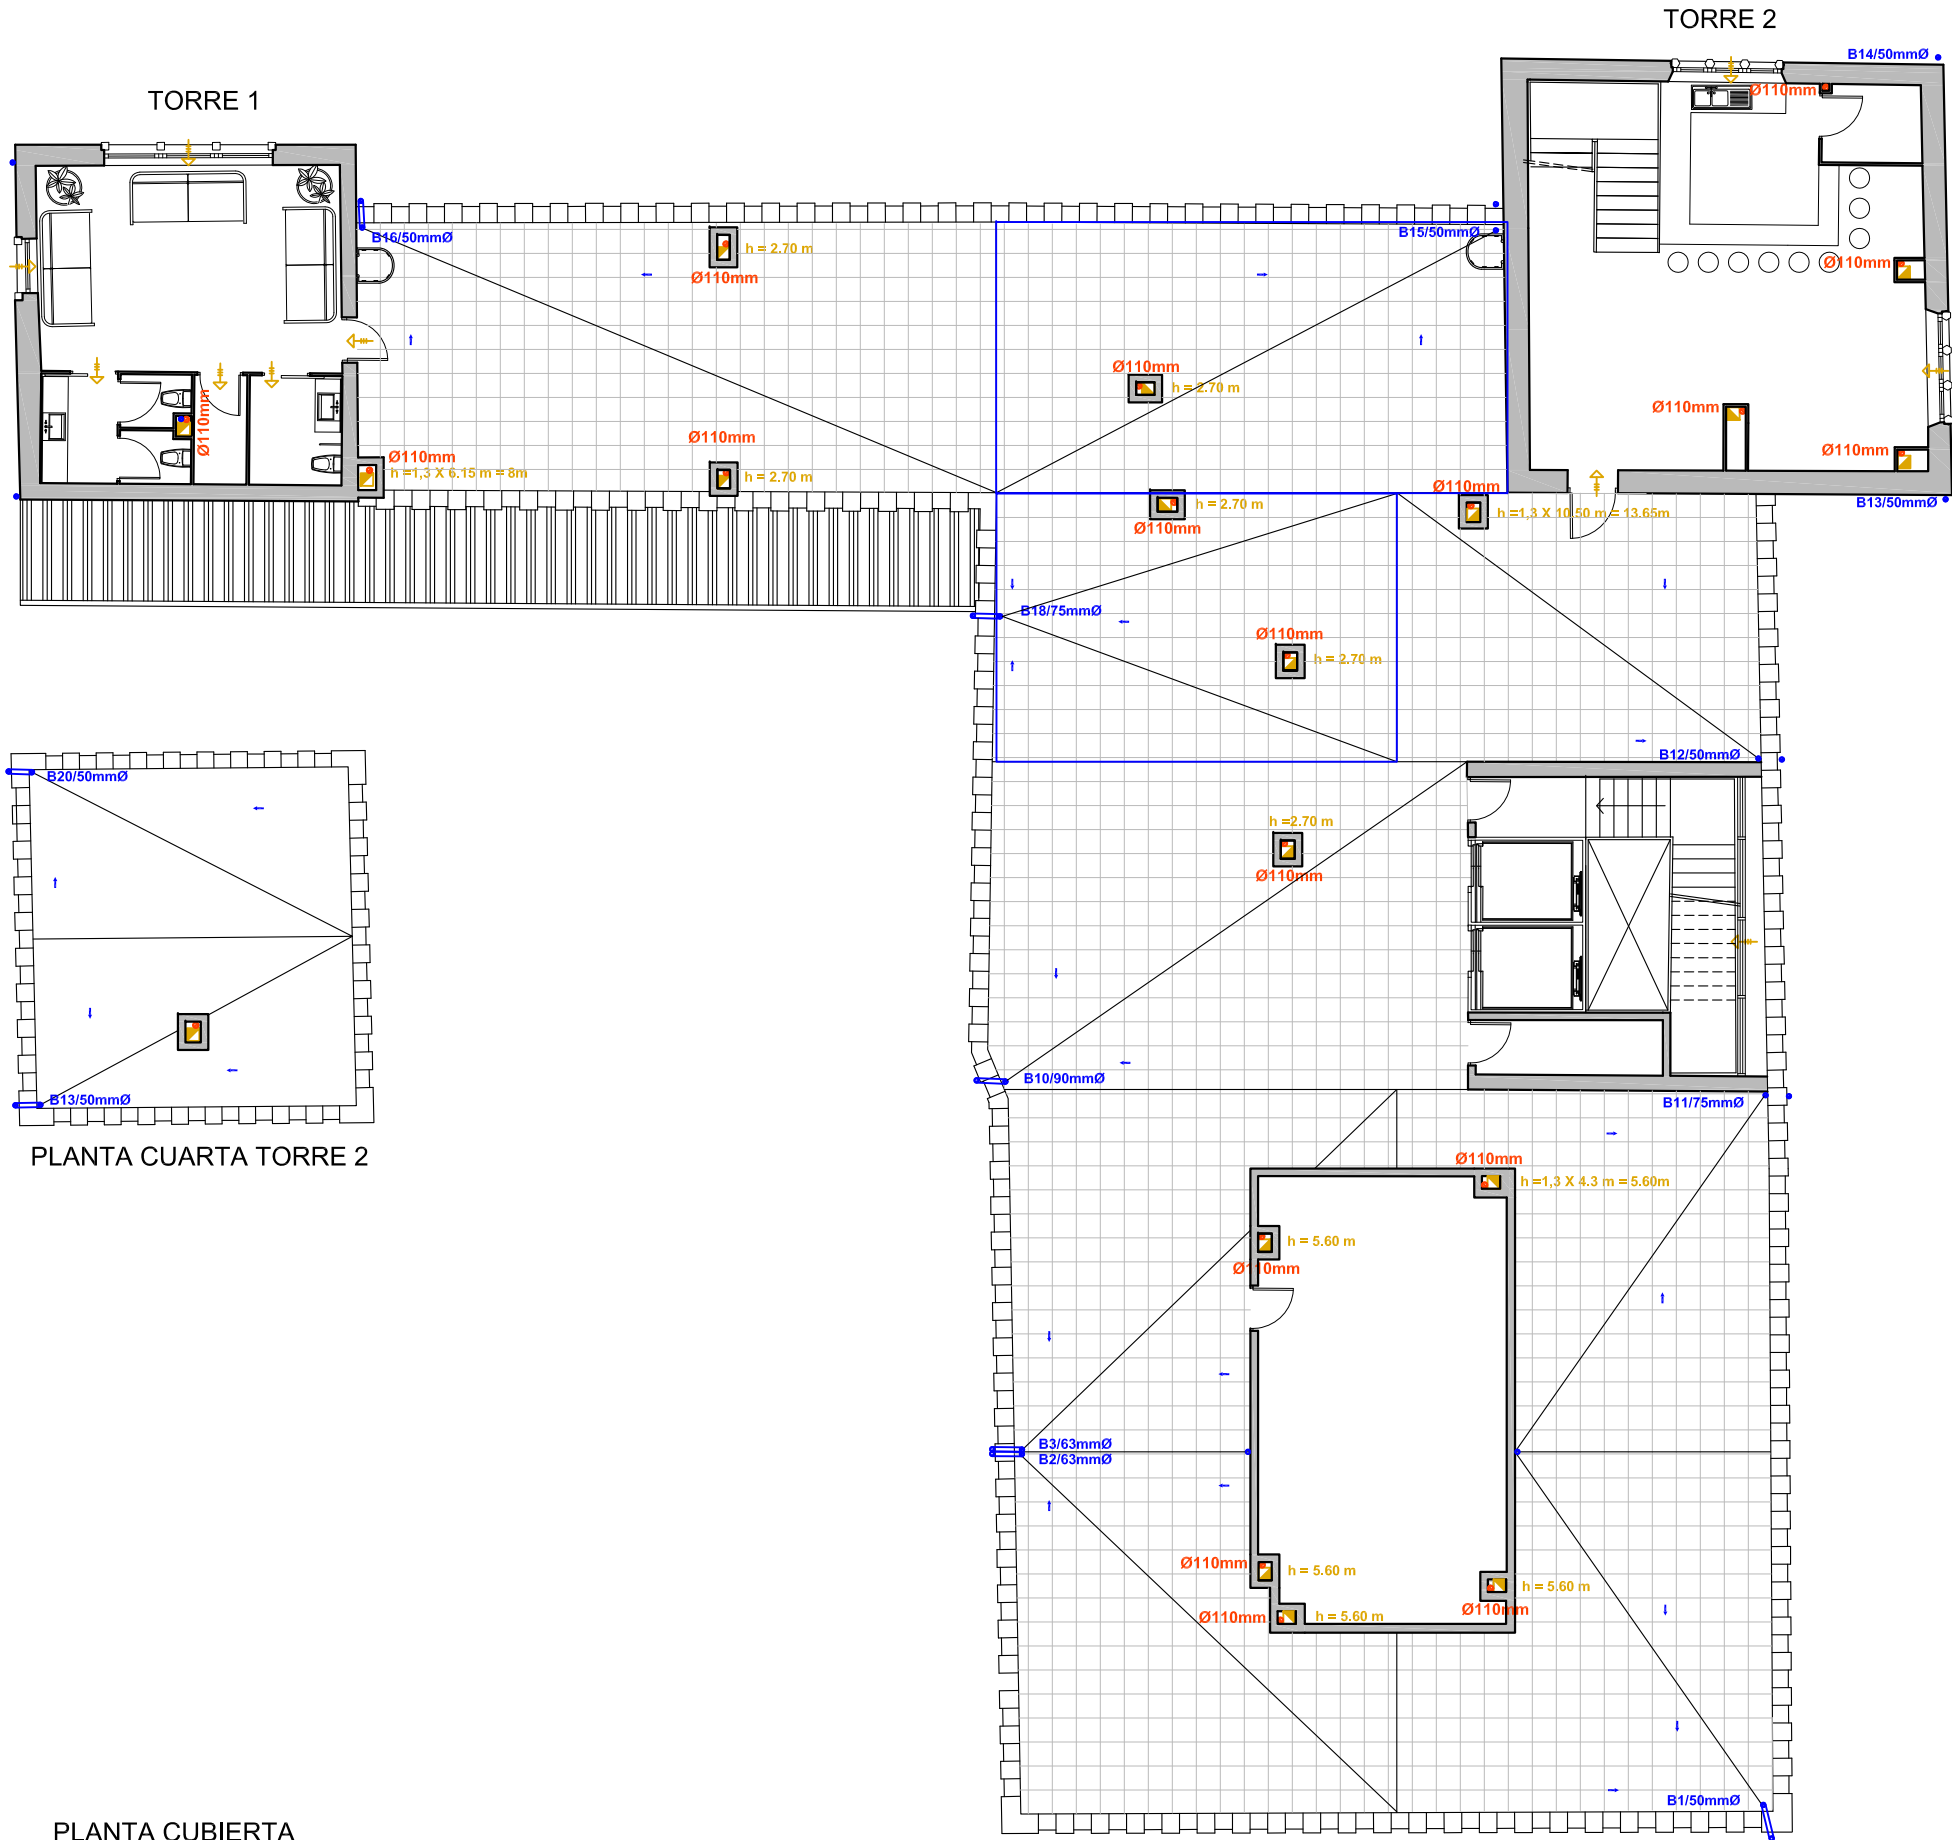 TORRE 2
B14/50mmØ
Ø110mm
TORRE 1
B16/50mmØ
h = 2.70 m
Ø110mm
B15/50mmØ
Ø110mm
Ø110mm
h = 2.70 m
Ø110mm
Ø110mm
Ø110mm
Ø110mm
Ø110mm
h =1,3 X 6.15 m = 8m
h = 2.70 m
Ø110mm
h = 2.70 m
Ø110mm
h =1,3 X 10.50 m = 13.65m
B13/50mmØ
B18/75mmØ
Ø110mm
h = 2.70 m
B12/50mmØ
B20/50mmØ
h =2.70 m
Ø110mm
B10/90mmØ
B13/50mmØ
B11/75mmØ
PLANTA CUARTA TORRE 2
Ø110mm
h =1,3 X 4.3 m = 5.60m
h = 5.60 m
Ø110mm
B3/63mmØ
B2/63mmØ
Ø110mm
h = 5.60 m
h = 5.60 m
Ø110mm
Ø110mm
h = 5.60 m
B1/50mmØ
PLANTA CUBIERTA